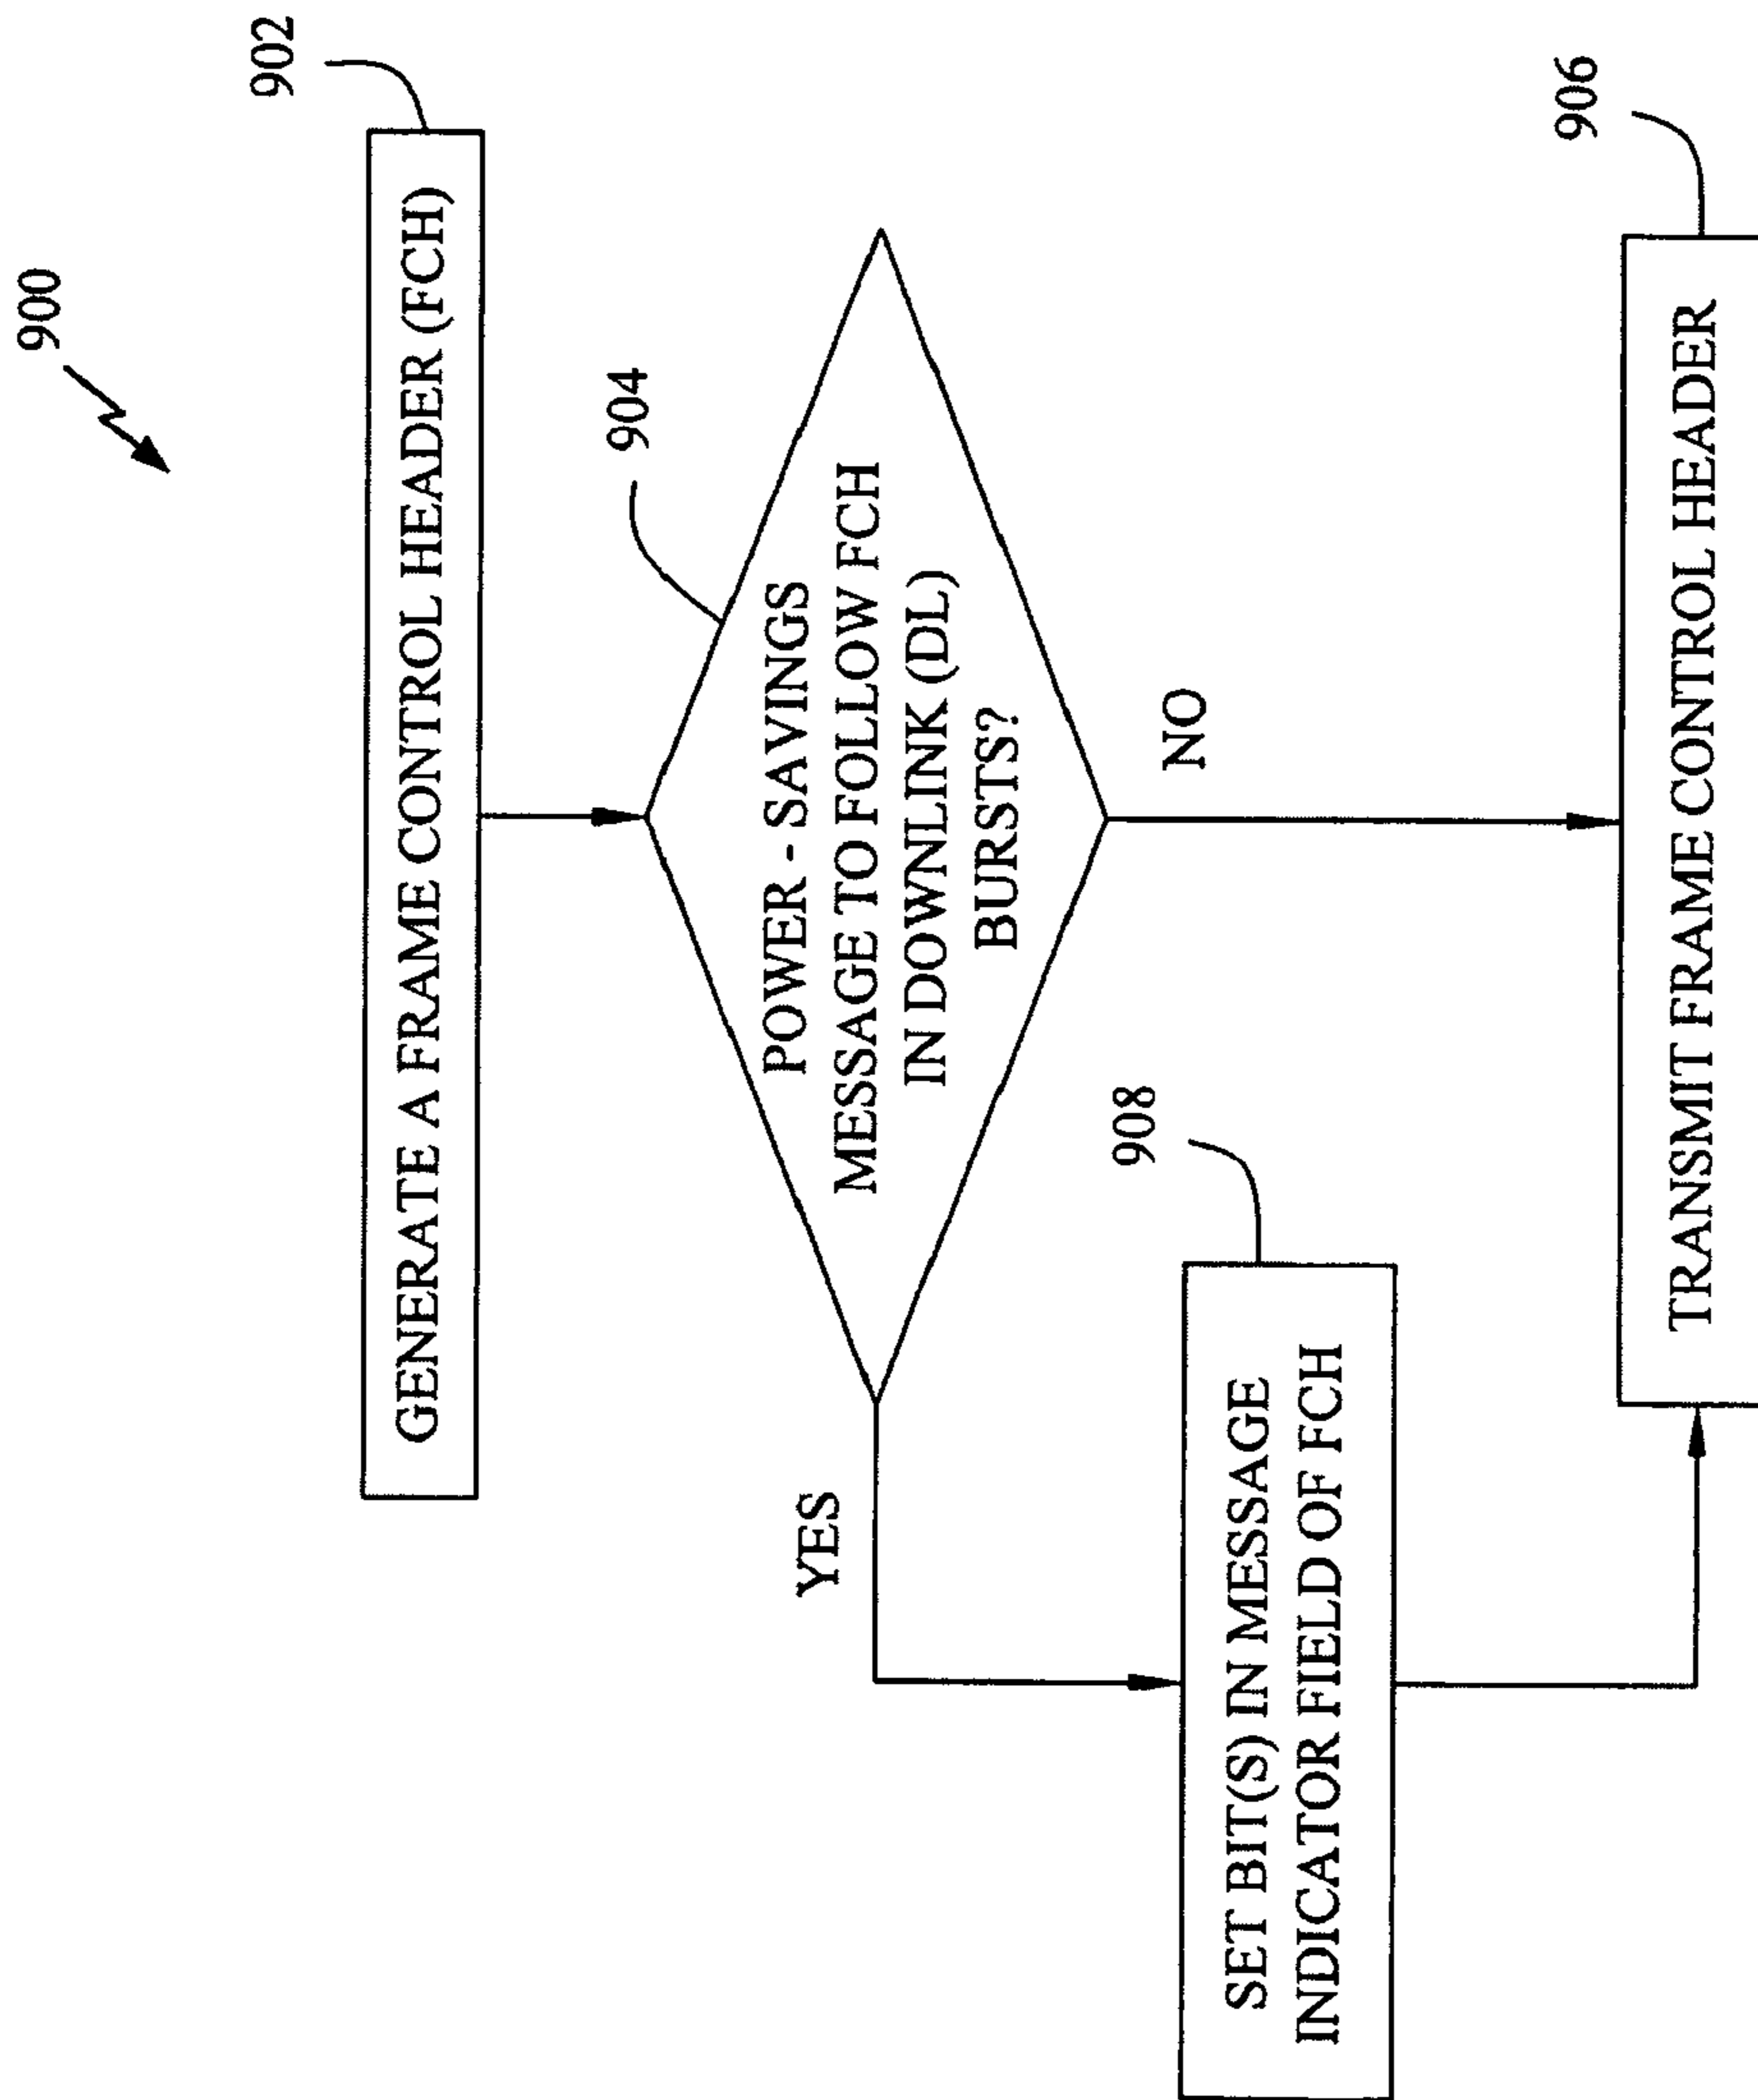 900
902
GENERATE A FRAME CONTROL HEADER (FCH)
904
POWER - SAVINGS
MESSAGE TO FOLLOW FCH
IN DOWNLINK (DL)
BURSTS?
YES
NO
908
SET BIT(S) IN MESSAGE
INDICATOR FIELD OF FCH
906
TRANSMIT FRAME CONTROL HEADER